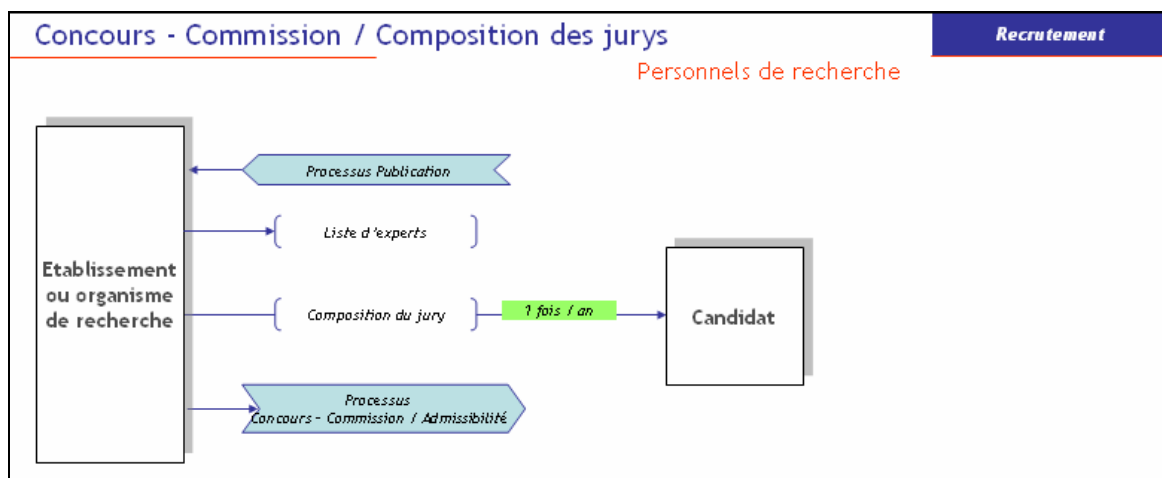 Concours - Commission / Composition des jurys
Recrutement
Personnels de recherche
Processus Publication
Liste d'experts
Etablissement
ou organisme
de recherche
Composition du jury
1 fois / an
Candidat
Processus
Concours - Commission / Admissibilité